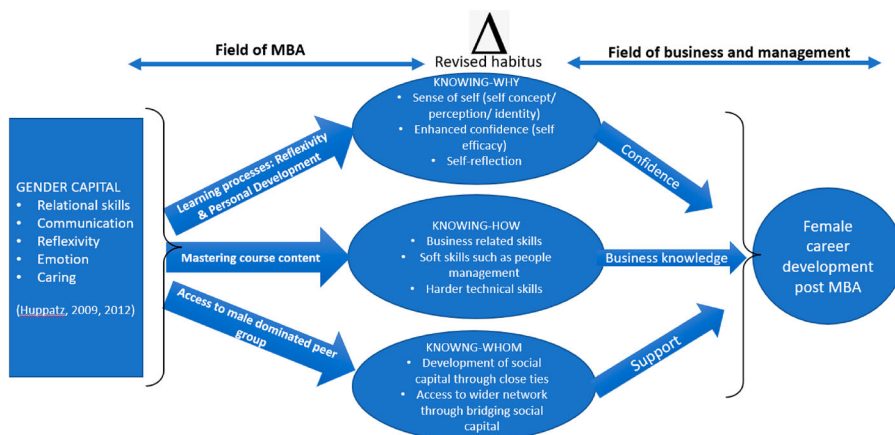 Field of MBA
Δ
Revised habitus
Field of business and management
GENDER CAPITAL
• Relational skills
• Communication
• Reflexivity
• Emotion
• Caring
(Huppatz, 2009, 2012)
Learning processes: Reflexivity
& Personal Development
Mastering course content
Access to male dominated peer
group
KNOWING-WHY
• Sense of self (self concept/
perception/ identity)
• Enhanced confidence (self
efficacy)
• Self-reflection
KNOWING-HOW
• Business related skills
• Soft skills such as people
management
• Harder technical skills
KNOWNG-WHOM
• Development of social
capital through close ties
• Access to wider network
through bridging social
capital
Confidence
Business knowledge
Support
Female
career
development
post MBA